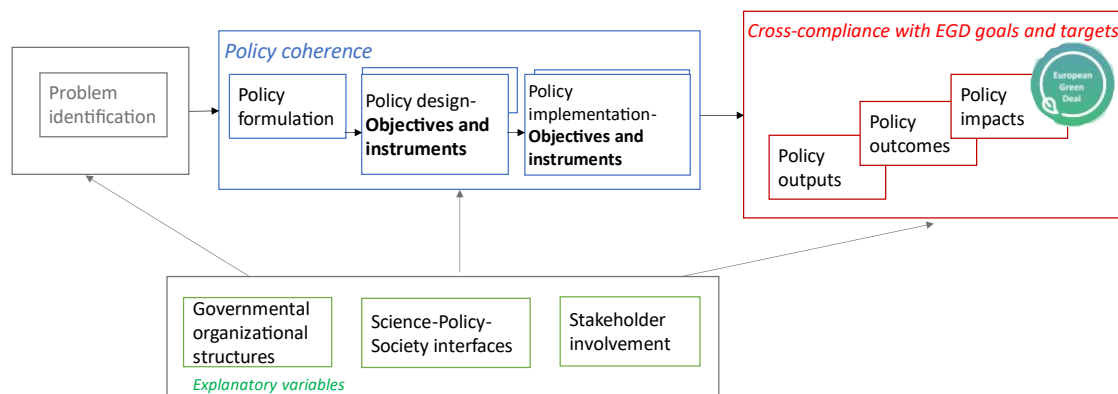 Problem
identification
Policy coherence
Policy
formulation
Policy design-
Objectives and
instruments
Policy
implementation-
Objectives and
instruments
Cross-compliance with EGD goals and targets
European
Green
Deal
Policy
impacts
Policy
outcomes
Policy
outputs
Governmental
organizational
structures
Science-Policy-
Society interfaces
Stakeholder
involvement
Explanatory variables